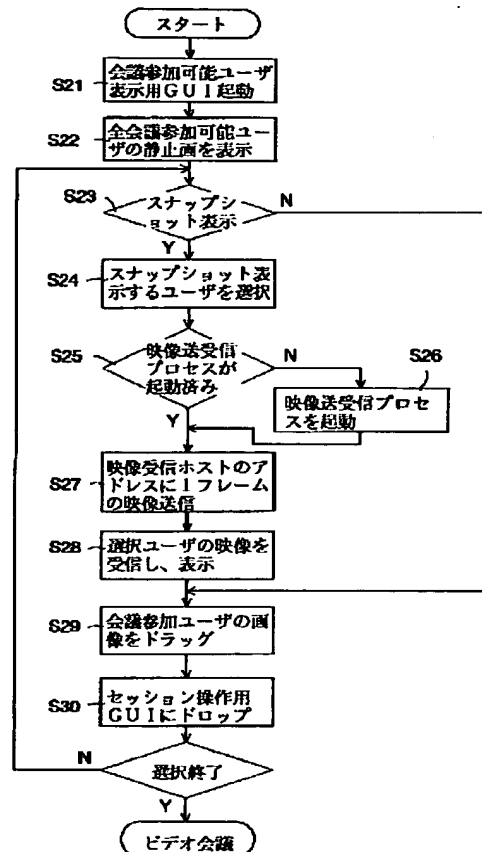 スタート
S21
会議参加可能ユーザ
表示用GUI起動
S22
全会議参加可能ユー
ザの静止画を表示
S23
スナップシ
ョット表示
N
Y
S24
スナップショット表
示するユーザを選択
S25
映像送受信
プロセスが
起動済み
N
Y
S26
映像送受信プロセ
スを起動
S27
映像受信ホストのア
ドレスに1フレーム
の映像送信
S28
選択ユーザの映像を
受信し、表示
S29
会議参加ユーザの画
像をドラッグ
S30
セッション操作用
GUIにドロップ
N
選択終了
Y
ビデオ会議